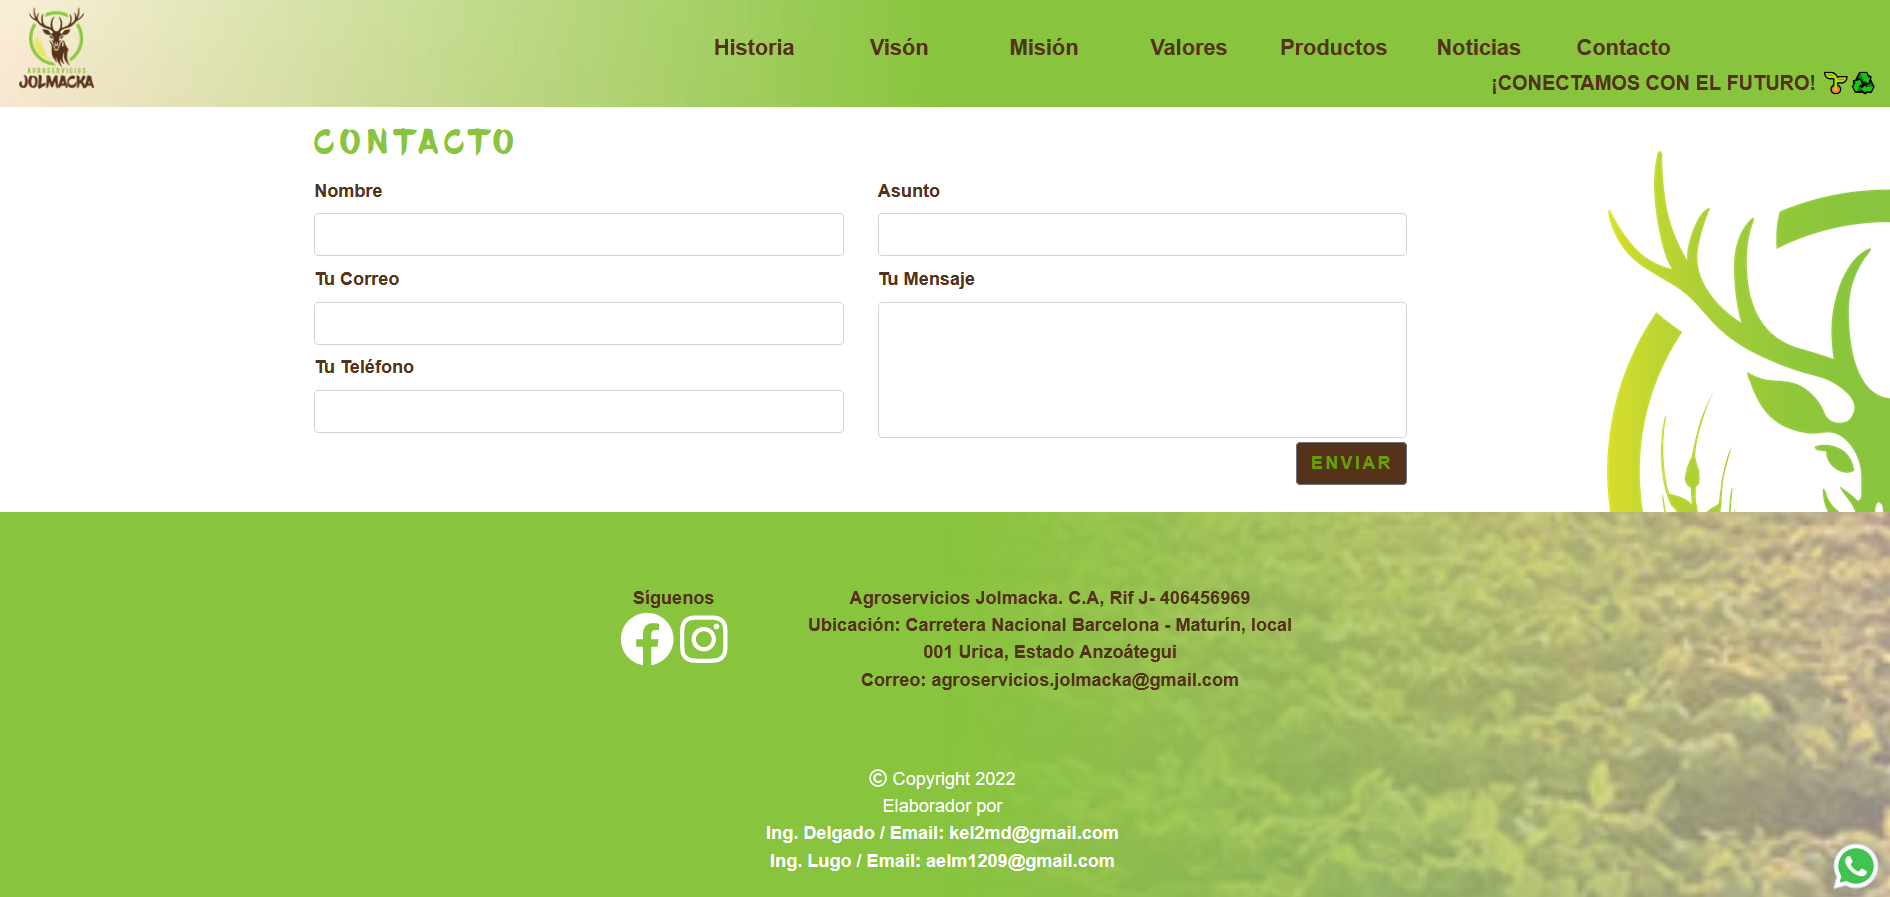 AGROSERVICIOS
JOLMACKA
Historia
Visón
Misión
Valores
Productos
Noticias
Contacto
¡CONECTAMOS CON EL FUTURO!
CONTACTO
Nombre
Asunto
Tu Correo
Tu Mensaje
Tu Teléfono
ENVIAR
Síguenos
Agroservicios Jolmacka. C.A, Rif J- 406456969
Ubicación: Carretera Nacional Barcelona - Maturín, local
001 Urica, Estado Anzoátegui
Correo: agroservicios.jolmacka@gmail.com
© Copyright 2022
Elaborador por
Ing. Delgado / Email: kel2md@gmail.com
Ing. Lugo / Email: aelm1209@gmail.com